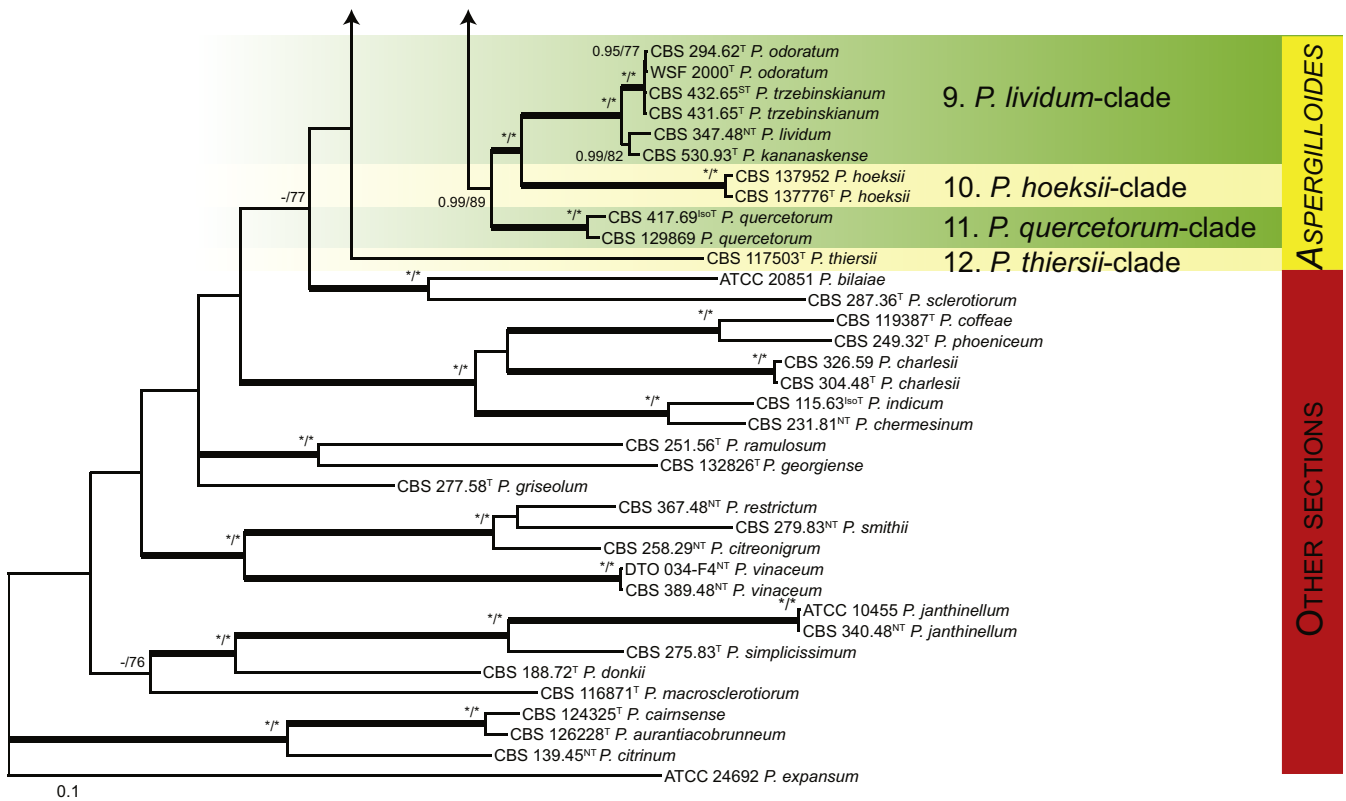 0.95/77 CBS 294.62ᵀ P. odoratum
WSF 2000ᵀ P. odoratum
*/* CBS 432.65ˢᵀ P. trzebinskianum
*/* CBS 431.65ᵀ P. trzebinskianum
*/* CBS 347.48ᴺᵀ P. lividum
0.99/82 CBS 530.93ᵀ P. kananaskense
9. P. lividum-clade
*/* CBS 137952 P. hoeksii
CBS 137776ᵀ P. hoeksii
10. P. hoeksii-clade
-/77
0.99/89
*/* CBS 417.69ᴵˢᵒᵀ P. quercetorum
CBS 129869 P. quercetorum
11. P. quercetorum-clade
CBS 117503ᵀ P. thiersii
12. P. thiersii-clade
ASPERGILLOIDES
*/* ATCC 20851 P. bilaiae
CBS 287.36ᵀ P. sclerotiorum
*/* CBS 119387ᵀ P. coffeae
CBS 249.32ᵀ P. phoeniceum
*/*
*/* CBS 326.59 P. charlesii
CBS 304.48ᵀ P. charlesii
*/* CBS 115.63ᴵˢᵒᵀ P. indicum
CBS 231.81ᴺᵀ P. chermesinum
*/* CBS 251.56ᵀ P. ramulosum
CBS 132826ᵀ P. georgiense
CBS 277.58ᵀ P. griseolum
*/* CBS 367.48ᴺᵀ P. restrictum
CBS 279.83ᴺᵀ P. smithii
*/* CBS 258.29ᴺᵀ P. citreonigrum
*/* DTO 034-F4ᴺᵀ P. vinaceum
CBS 389.48ᴺᵀ P. vinaceum
*/* ATCC 10455 P. janthinellum
CBS 340.48ᴺᵀ P. janthinellum
*/* CBS 275.83ᵀ P. simplicissimum
*/* CBS 188.72ᵀ P. donkii
-/76 CBS 116871ᵀ P. macrosclerotiorum
*/* CBS 124325ᵀ P. cairnsense
*/* CBS 126228ᵀ P. aurantiacobrunneum
CBS 139.45ᴺᵀ P. citrinum
ATCC 24692 P. expansum
OTHER SECTIONS
0.1